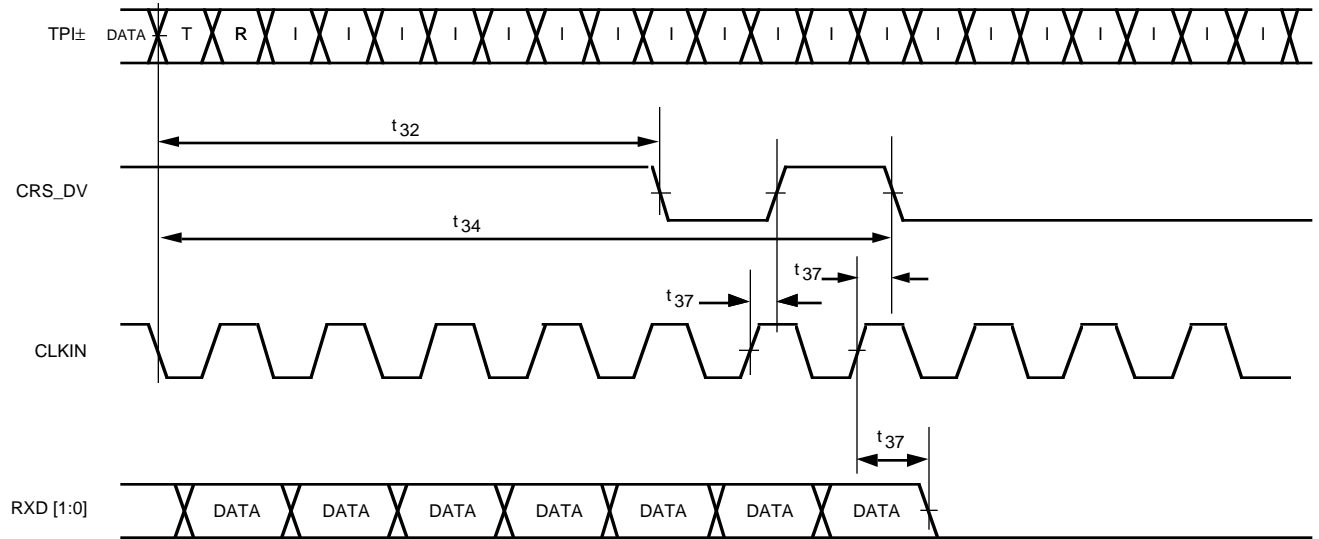 TPI± DATA T R I I I I I I I I I I I I I I I I I I I
t32
CRS_DV
t34
t37
t37
CLKIN
t37
RXD [1:0] DATA DATA DATA DATA DATA DATA DATA